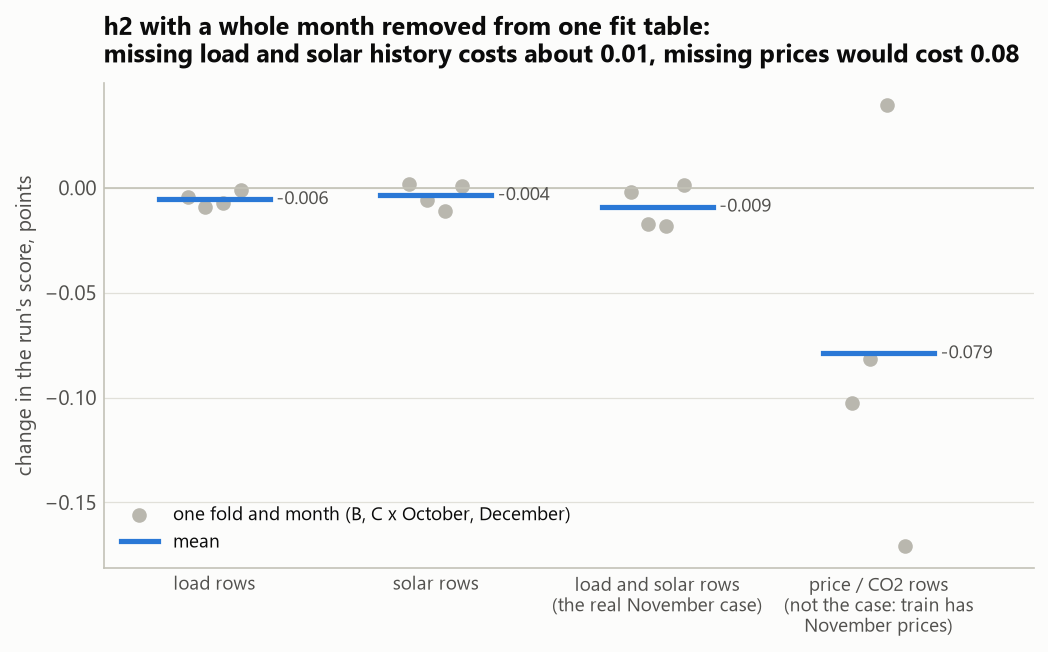 h2 with a whole month removed from one fit table:
missing load and solar history costs about 0.01, missing prices would cost 0.08
change in the run's score, points
0.00
−0.05
−0.10
−0.15
-0.006
-0.004
-0.009
-0.079
one fold and month (B, C x October, December)
mean
load rows
solar rows
load and solar rows
(the real November case)
price / CO2 rows
(not the case: train has
November prices)